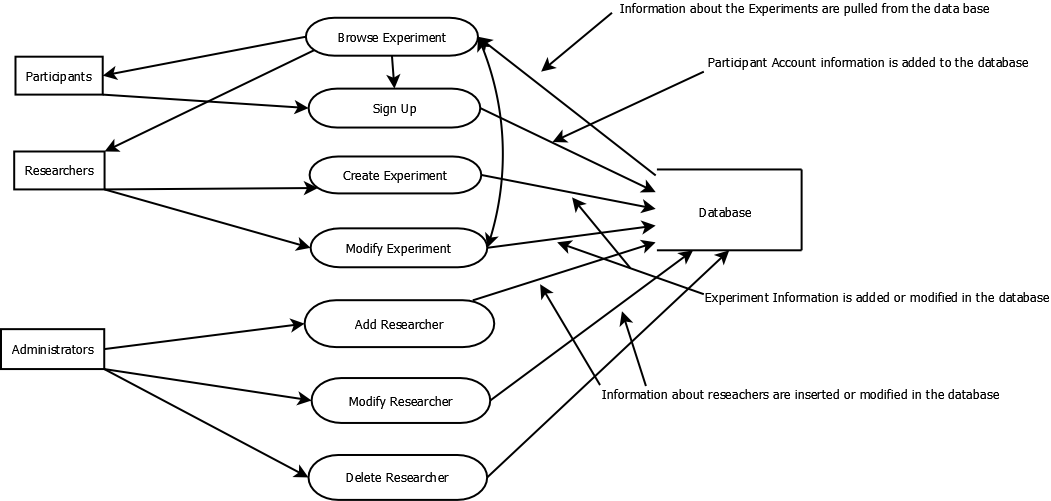 Information about the Experiments are pulled from the data base
Browse Experiment
Participant Account information is added to the database
Participants
Sign Up
Researchers
Create Experiment
Database
Modify Experiment
Experiment Information is added or modified in the database
Add Researcher
Administrators
Information about reseachers are inserted or modified in the database
Modify Researcher
Delete Researcher